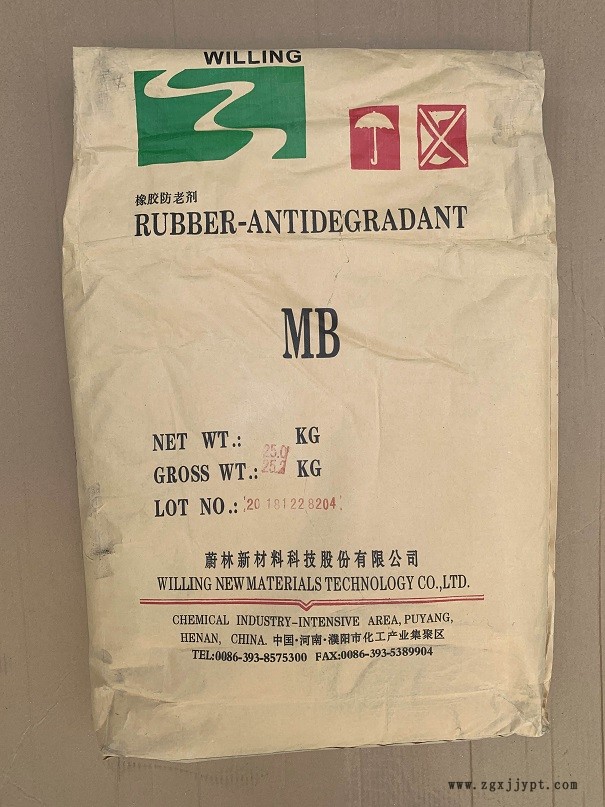 WILLING
橡胶防老剂
RUBBER-ANTIDEGRADANT
MB
NET WT.: 25.0 KG
GROSS WT.: 25.2 KG
LOT NO.: 20181228204
蔚林新材料科技股份有限公司
WILLING NEW MATERIALS TECHNOLOGY CO.,LTD.
CHEMICAL INDUSTRY-INTENSIVE AREA, PUYANG,
HENAN, CHINA. 中国·河南·濮阳市化工产业集聚区
TEL:0086-393-8575300 FAX:0086-393-5389904
www.zgxjjypt.com